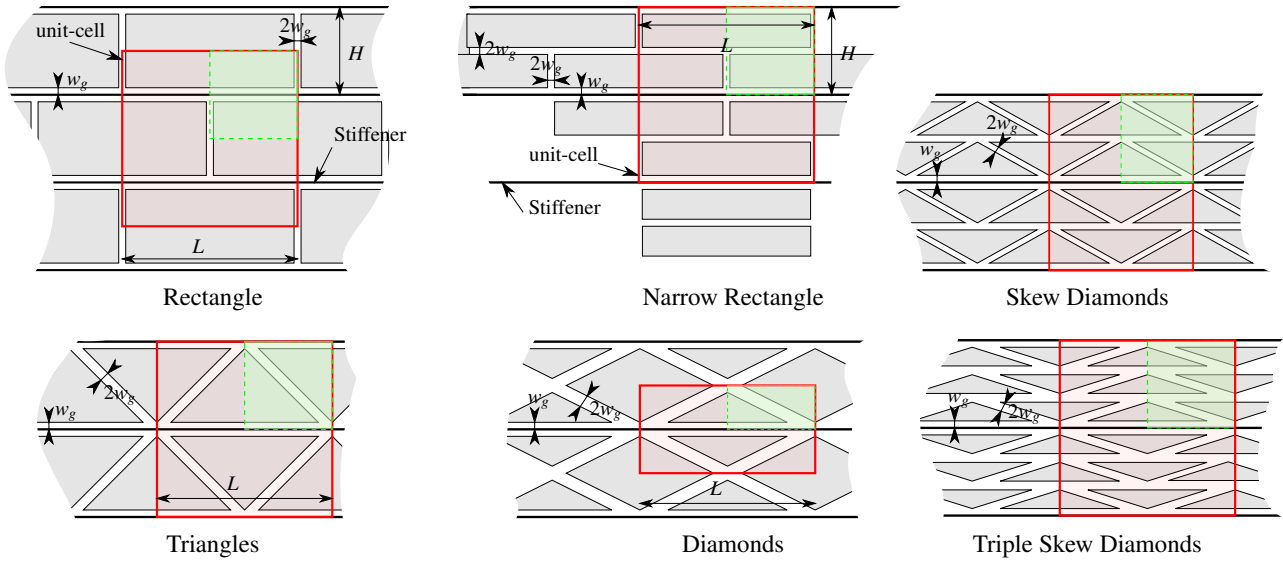 2w_g
unit-cell
H
w_g
Stiffener
L
Rectangle
L
2w_g
2w_g
w_g
H
unit-cell
Stiffener
Narrow Rectangle
2w_g
w_g
Skew Diamonds
w_g
2w_g
L
Triangles
w_g
2w_g
L
Diamonds
w_g
2w_g
Triple Skew Diamonds